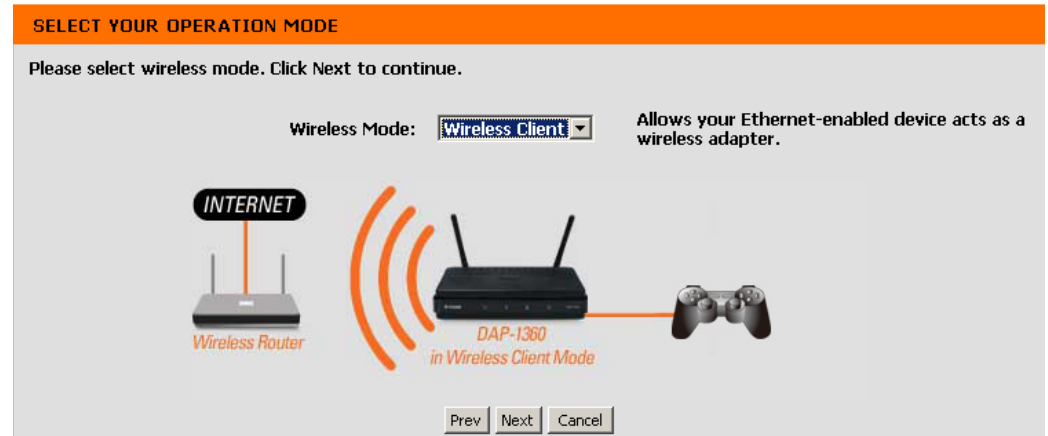 SELECT YOUR OPERATION MODE
Please select wireless mode. Click Next to continue.
Wireless Mode: Wireless Client
Allows your Ethernet-enabled device acts as a
wireless adapter.
INTERNET
Wireless Router
DAP-1360
in Wireless Client Mode
Prev Next Cancel